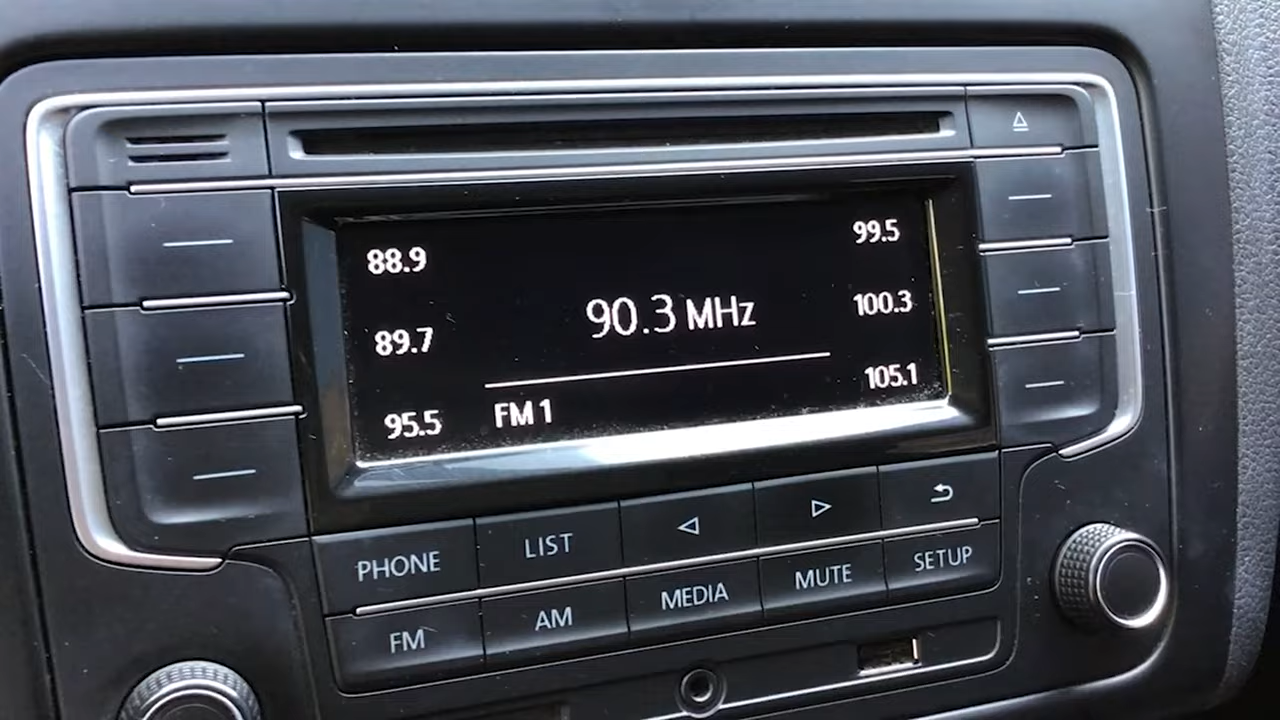 88.9
99.5
90.3 MHz
100.3
89.7
105.1
95.5
FM 1
PHONE
LIST
FM
AM
MEDIA
MUTE
SETUP